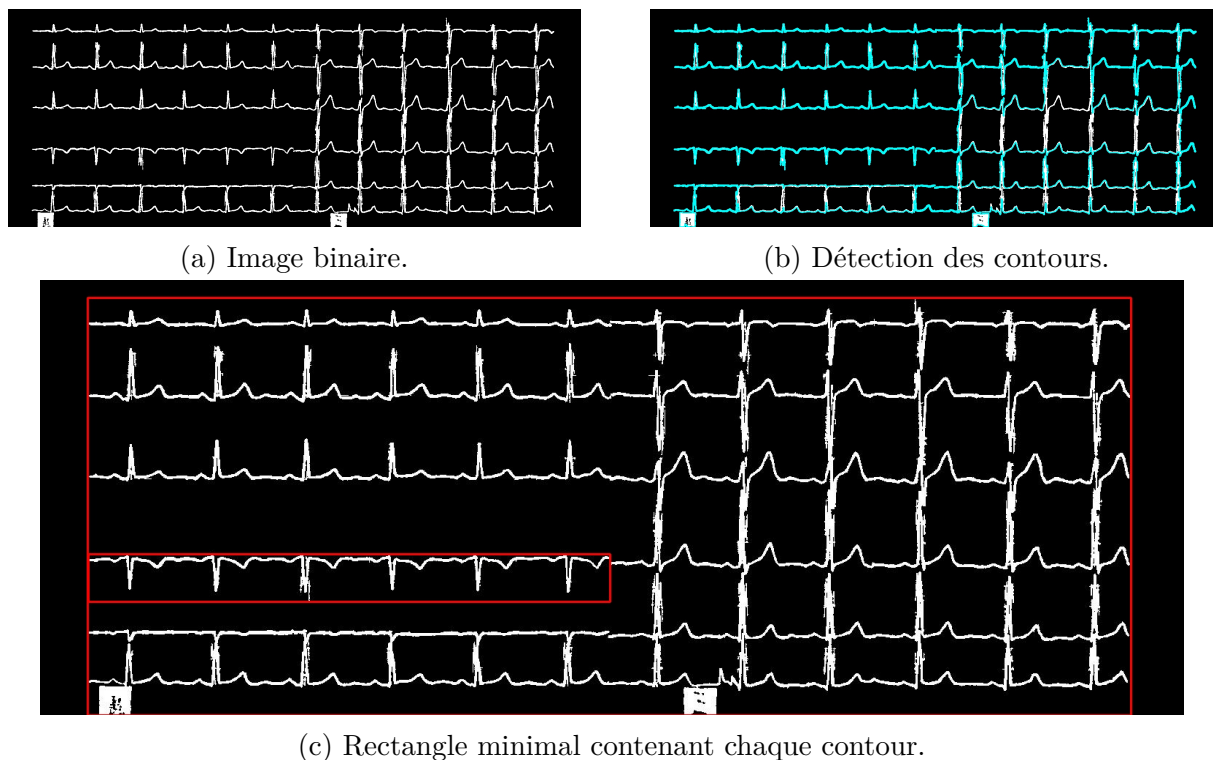 (a) Image binaire.
(b) Détection des contours.
(c) Rectangle minimal contenant chaque contour.